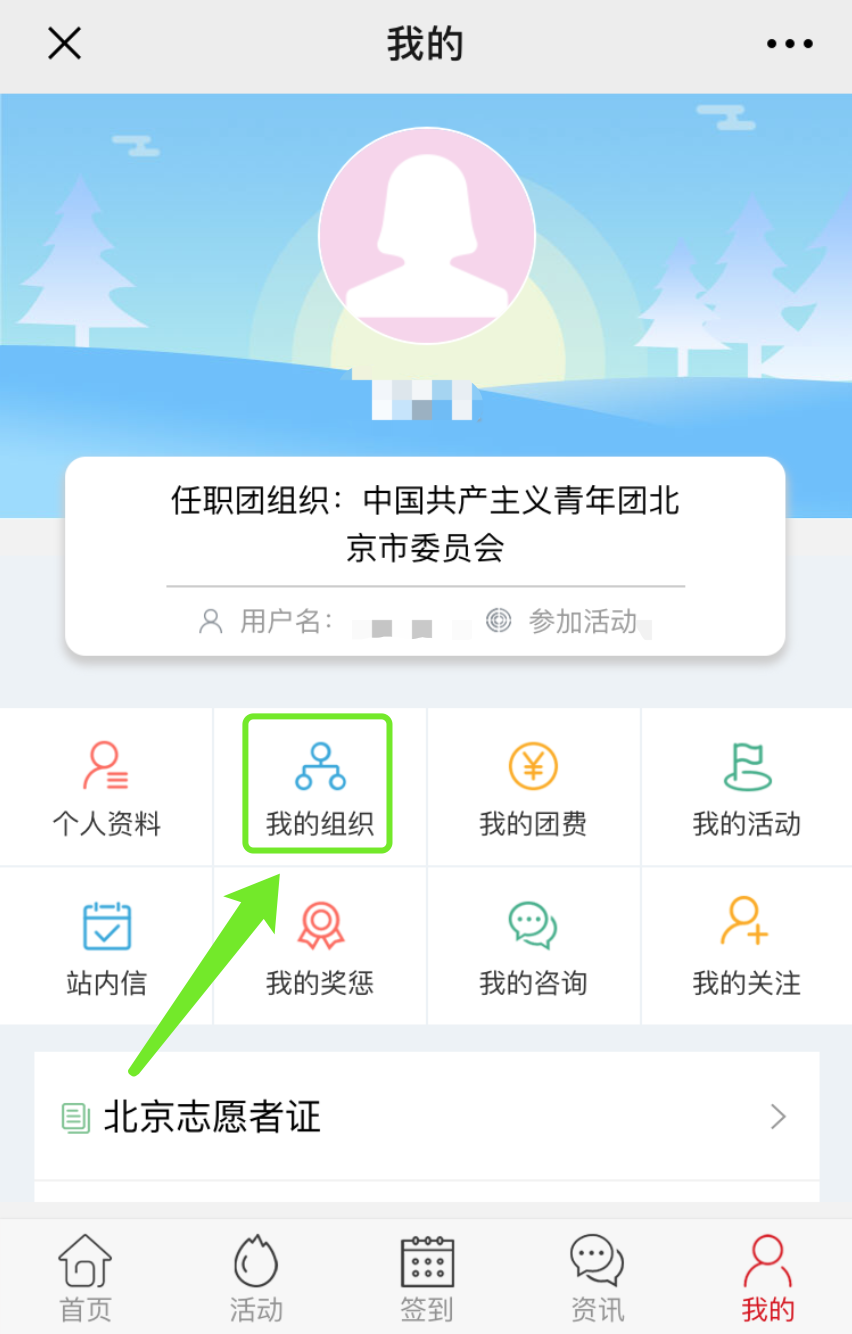 我的
任职团组织：中国共产主义青年团北
京市委员会
用户名： 参加活动
个人资料 我的组织 我的团费 我的活动
站内信 我的奖惩 我的咨询 我的关注
北京志愿者证
首页 活动 签到 资讯 我的